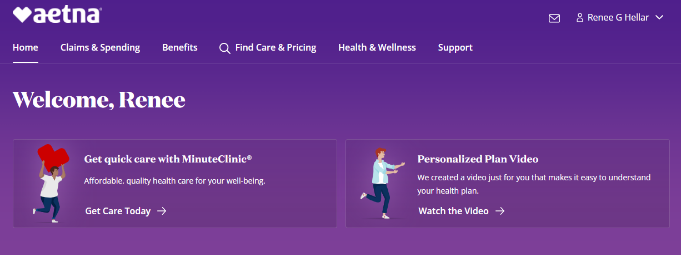 aetna®
Renee G Hellar
Home Claims & Spending Benefits Find Care & Pricing Health & Wellness Support
Welcome, Renee
Get quick care with MinuteClinic®
Affordable, quality health care for your well-being.
Get Care Today
Personalized Plan Video
We created a video just for you that makes it easy to understand
your health plan.
Watch the Video